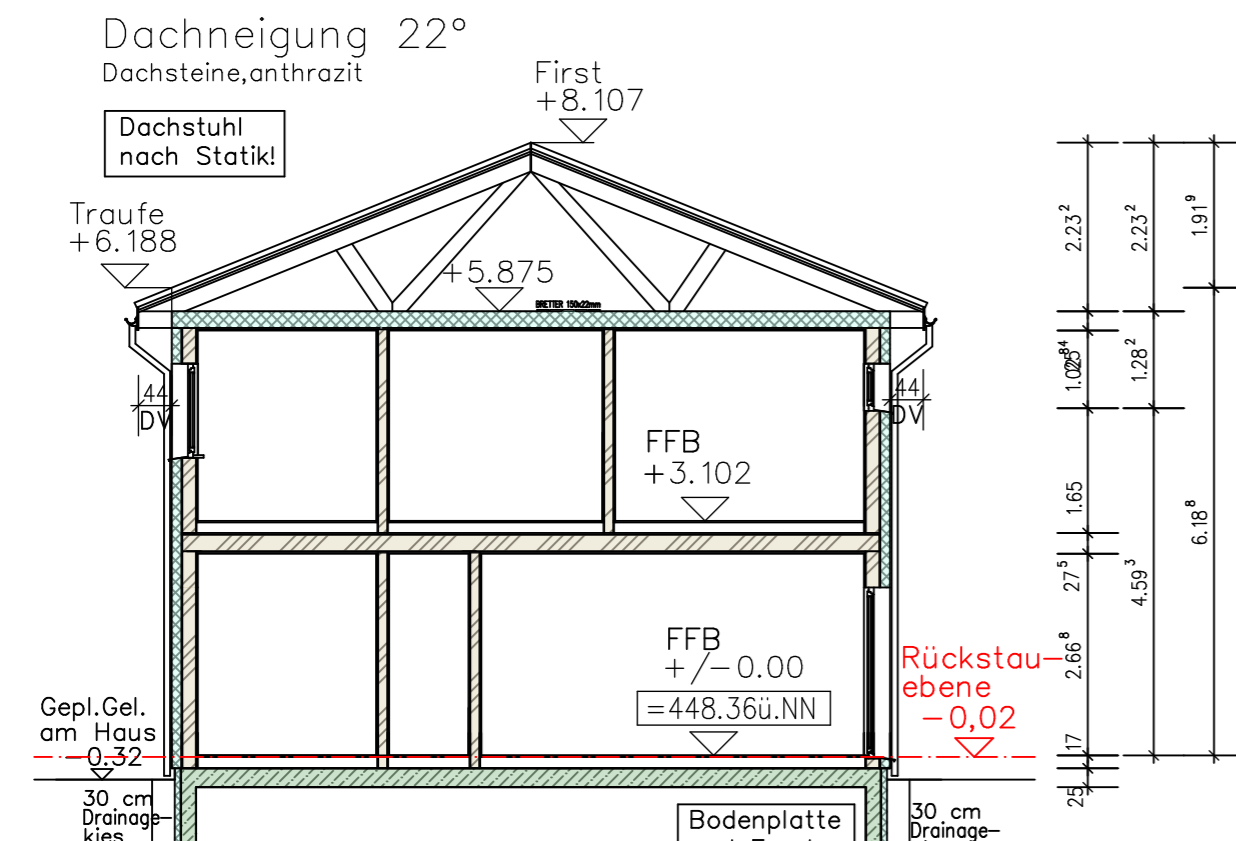 Dachneigung 22°
Dachsteine,anthrazit
Dachstuhl
nach Statik!
First
+8.107
Traufe
+6.188
+5.875
BRETTER 150x22mm
44
DV
44
DV
FFB
+3.102
FFB
+/-0.00
=448.36ü.NN
Rückstau-
ebene
-0,02
Gepl.Gel.
am Haus
-0.32
30 cm
Drainage-
kies
Bodenplatte
30 cm
Drainage-
2.23²
2.23²
1.91⁹
1.28²
1.65
27⁵
4.59³
6.18⁸
2.66⁸
17
25